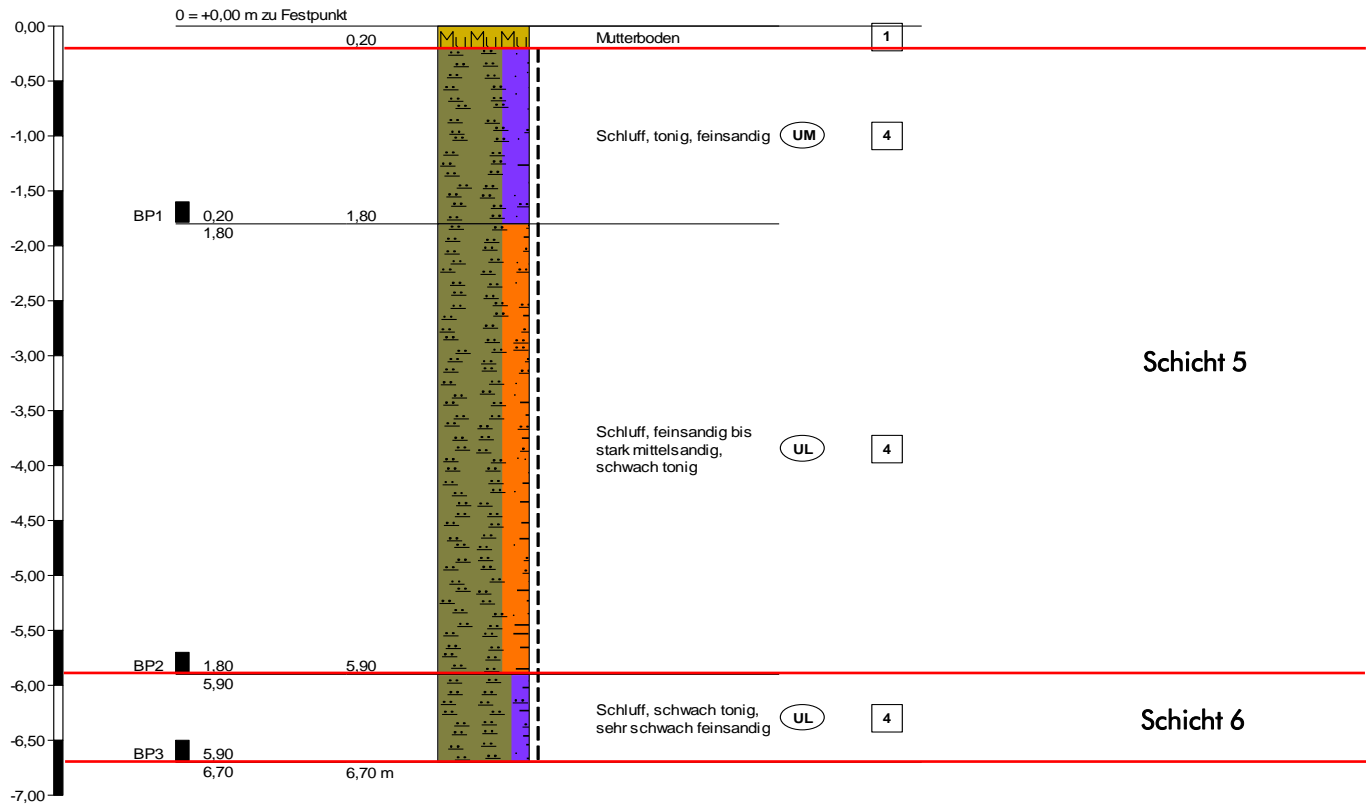 0 = +0,00 m zu Festpunkt
0,00
0,20
MU MU MU
Mutterboden
1
-0,50
-1,00
Schluff, tonig, feinsandig
UM
4
-1,50
BP1
0,20
1,80
1,80
-2,00
-2,50
-3,00
Schicht 5
-3,50
Schluff, feinsandig bis
stark mittelsandig,
schwach tonig
UL
4
-4,00
-4,50
-5,00
-5,50
BP2
1,80
5,90
5,90
-6,00
Schluff, schwach tonig,
sehr schwach feinsandig
UL
4
Schicht 6
-6,50
BP3
5,90
6,70
6,70 m
-7,00